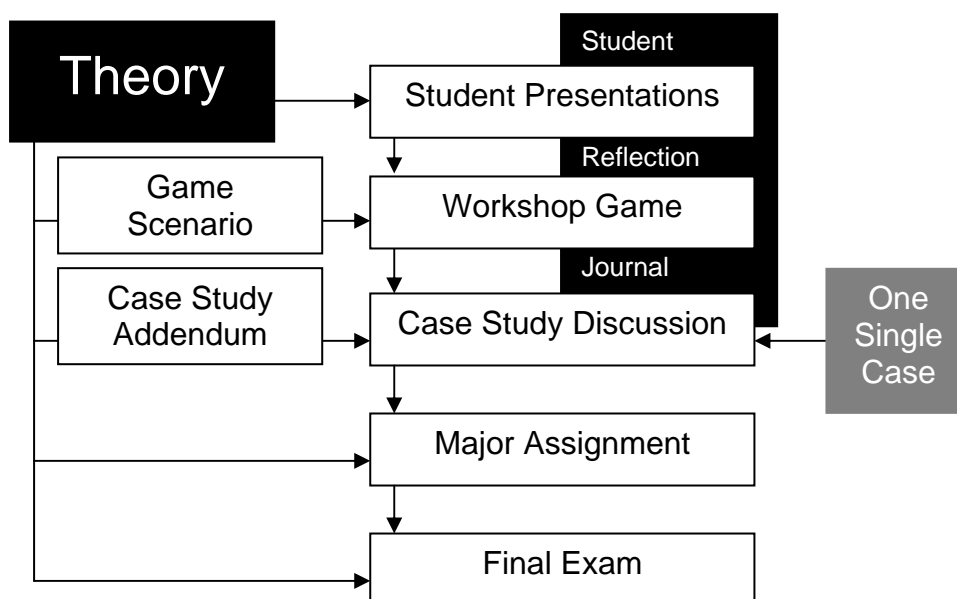 Student
Theory
Student Presentations
Reflection
Game
Scenario
Workshop Game
Journal
Case Study
Addendum
Case Study Discussion
One
Single
Case
Major Assignment
Final Exam